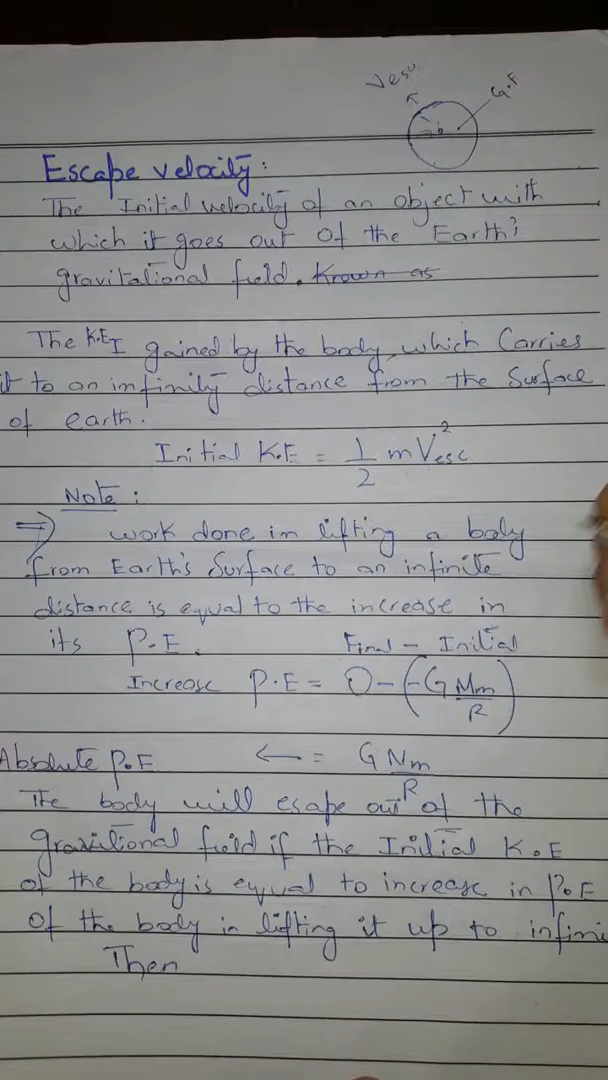 Vesc
G.F
Escape velocity:
The Initial velocity of an object with
which it goes out of the Earth's
gravitational field. Known as
The K.E I gained by the body, which Carries
it to an infinity distance from the Surface
of earth.
Initial K.E = 1/2 mVesc²
Note:
⇒ work done in lifting a body
from Earth's Surface to an infinite
distance is equal to the increase in
its P.E. Final - Initial
Increase P.E = 0 - (-G Mm/R)
Absolute P.E ← = G Mm/R
The body will escape out of the
gravitional field if the Initial K.E
of the body is equal to increase in P.E
of the body in lifting it up to infini
Then